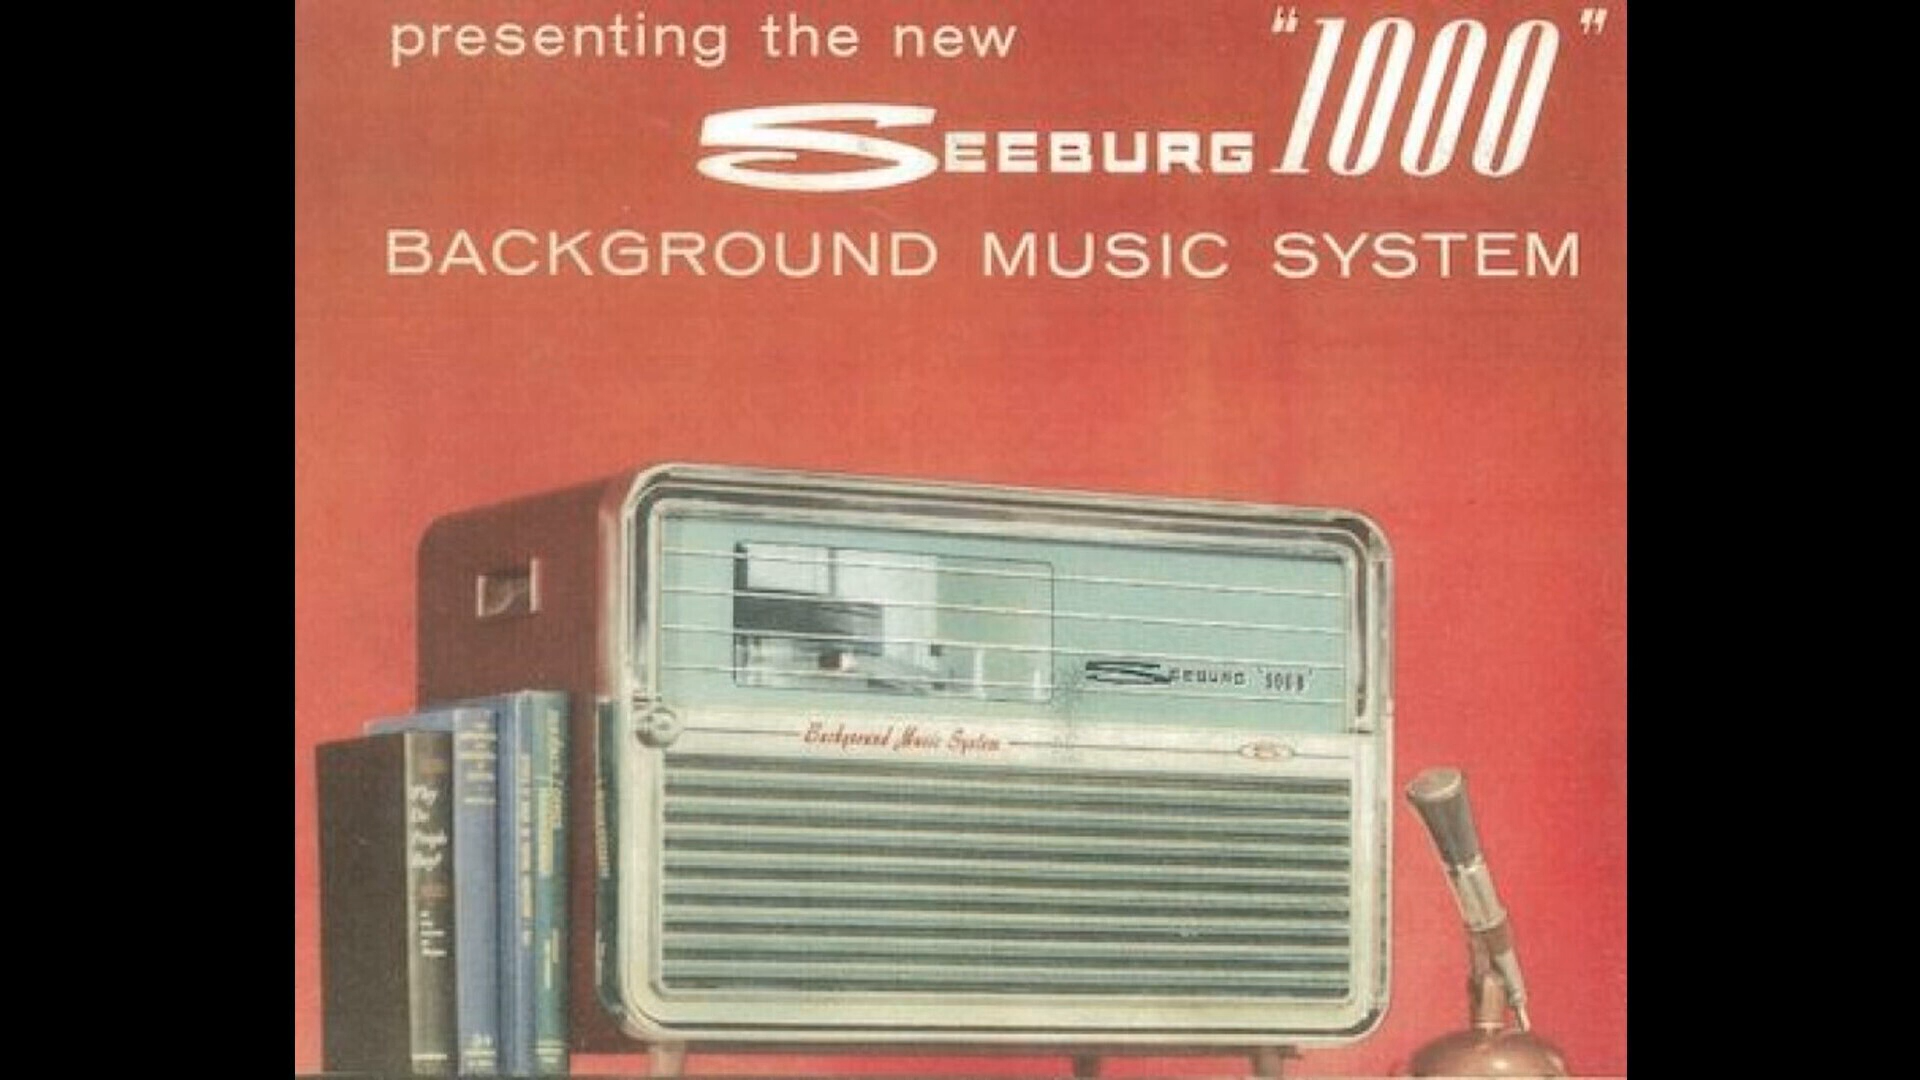 presenting the new
SEEBURG "1000"
BACKGROUND MUSIC SYSTEM
SEEBURG
Background Music System